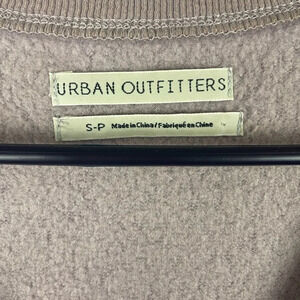 URBAN OUTFITTERS
S-P Made in China / Fabriqué en Chine